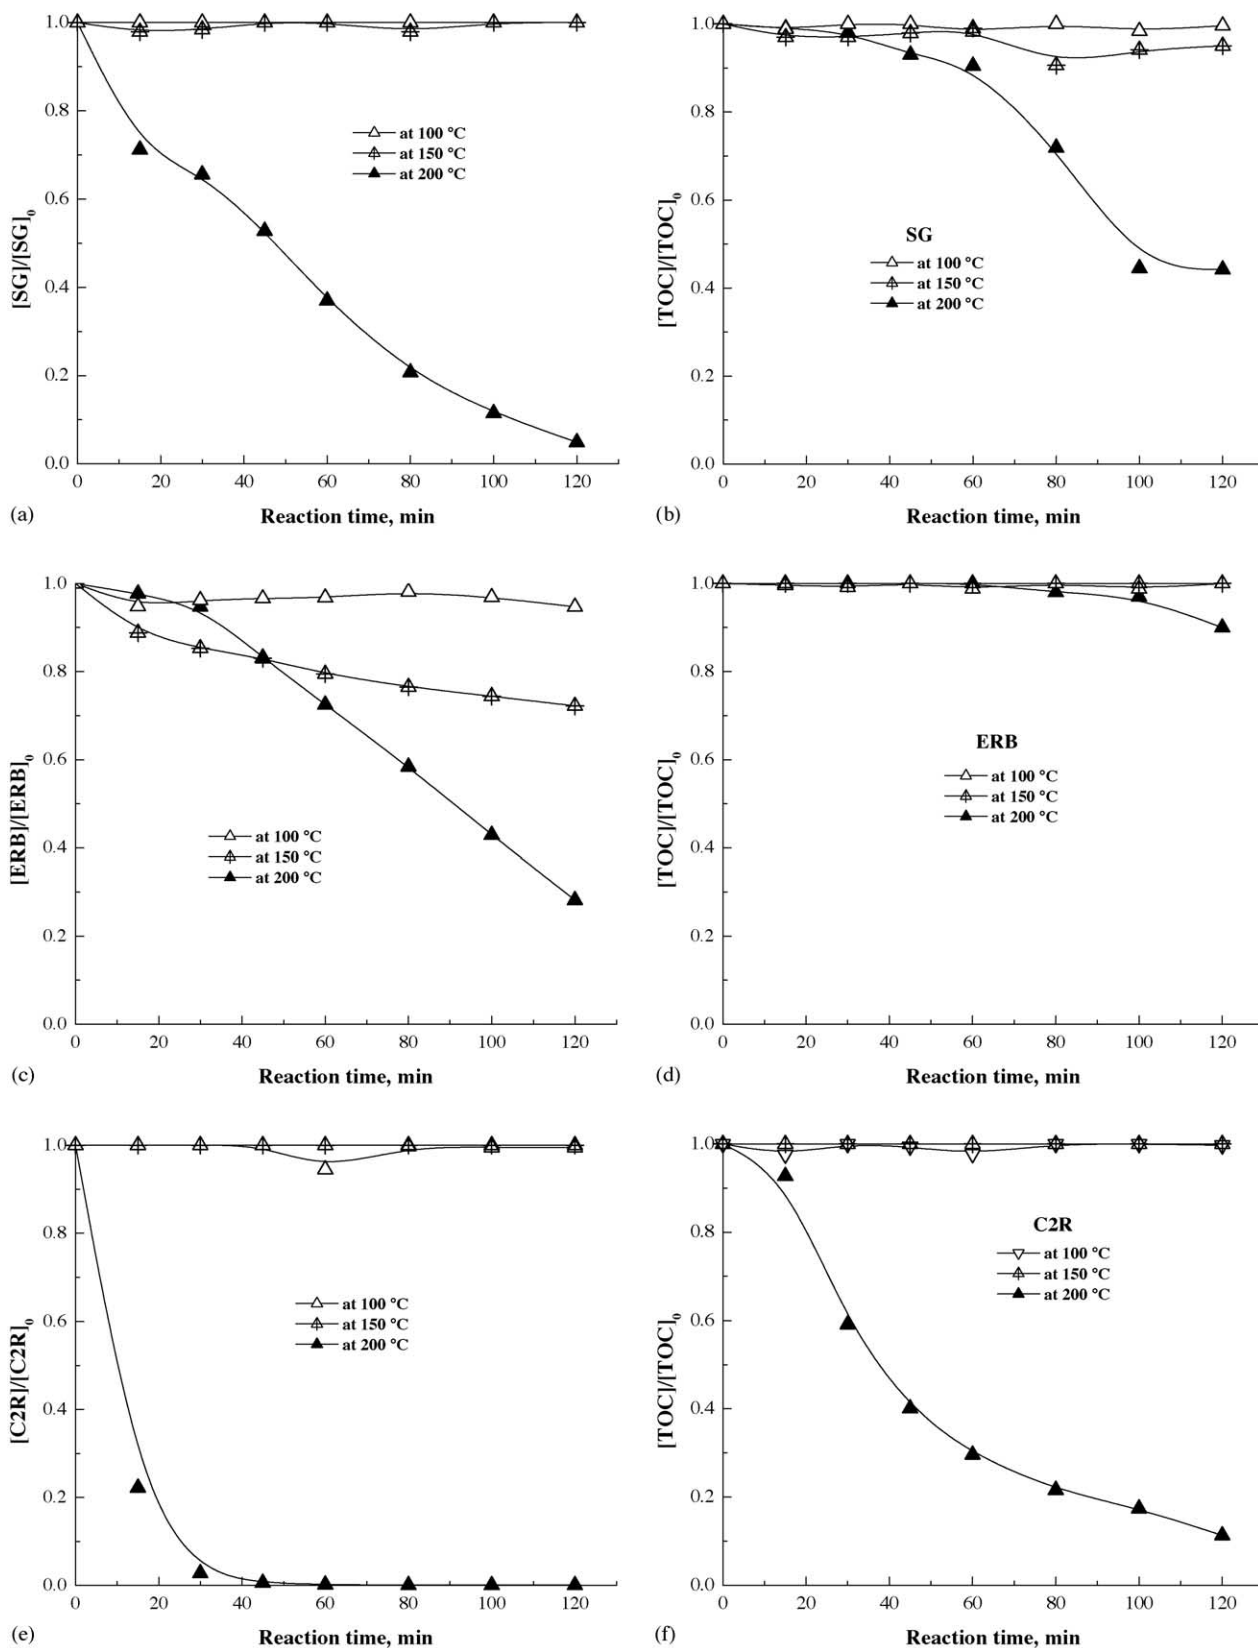 1.0
0.8
0.6
0.4
0.2
0.0
[SG]/[SG]0
at 100 °C
at 150 °C
at 200 °C
0 20 40 60 80 100 120
(a) Reaction time, min
1.0
0.8
0.6
0.4
0.2
0.0
[TOC]/[TOC]0
SG
at 100 °C
at 150 °C
at 200 °C
0 20 40 60 80 100 120
(b) Reaction time, min
1.0
0.8
0.6
0.4
0.2
0.0
[ERB]/[ERB]0
at 100 °C
at 150 °C
at 200 °C
0 20 40 60 80 100 120
(c) Reaction time, min
1.0
0.8
0.6
0.4
0.2
0.0
[TOC]/[TOC]0
ERB
at 100 °C
at 150 °C
at 200 °C
0 20 40 60 80 100 120
(d) Reaction time, min
1.0
0.8
0.6
0.4
0.2
0.0
[C2R]/[C2R]0
at 100 °C
at 150 °C
at 200 °C
0 20 40 60 80 100 120
(e) Reaction time, min
1.0
0.8
0.6
0.4
0.2
0.0
[TOC]/[TOC]0
C2R
at 100 °C
at 150 °C
at 200 °C
0 20 40 60 80 100 120
(f) Reaction time, min